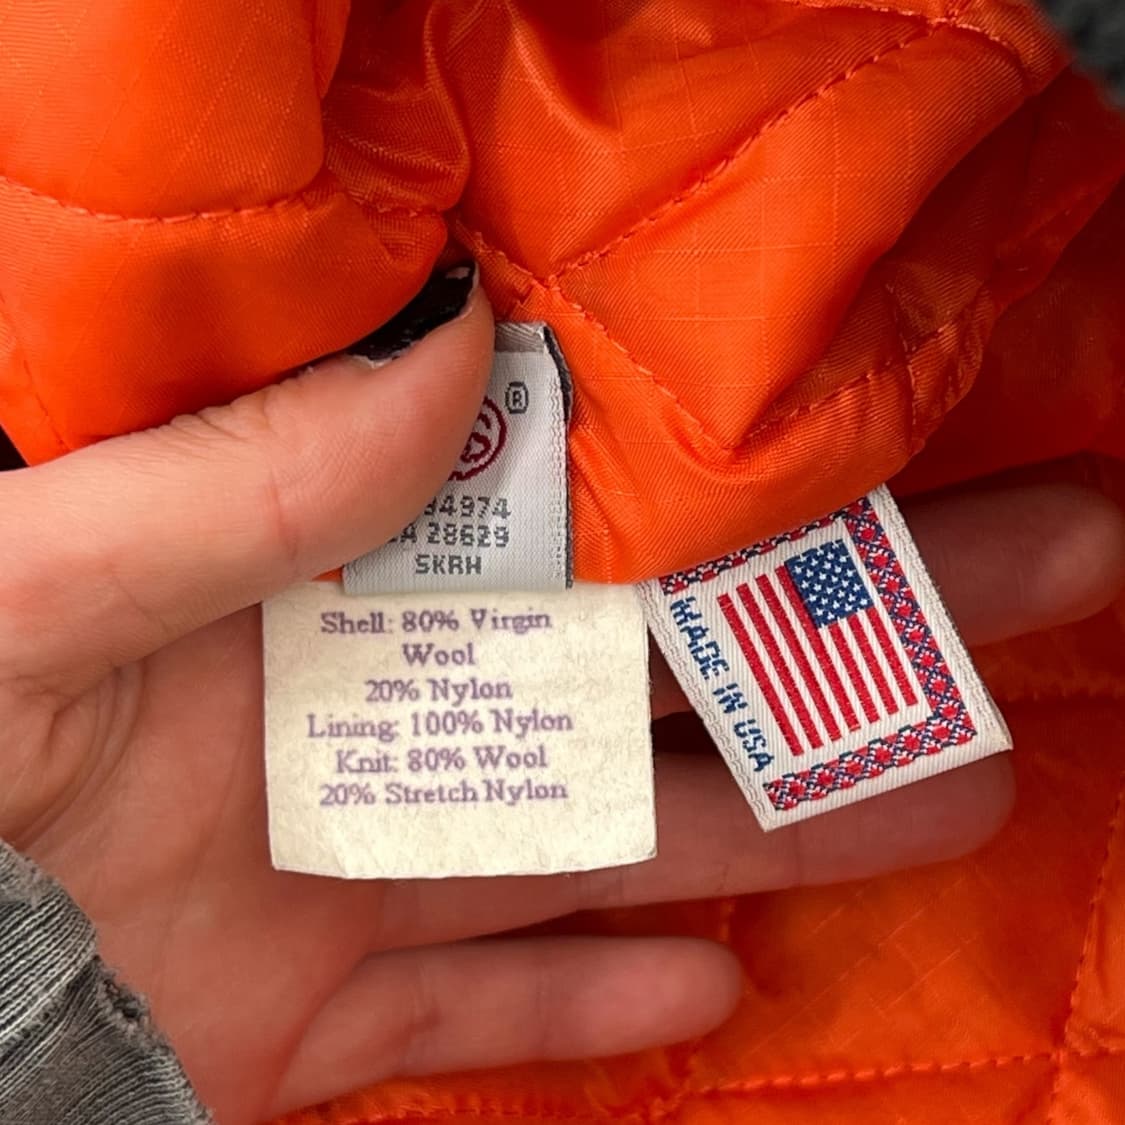 ®
4974
A 28629
SKRH
Shell: 80% Virgin
Wool
20% Nylon
Lining: 100% Nylon
Knit: 80% Wool
20% Stretch Nylon
MADE IN USA